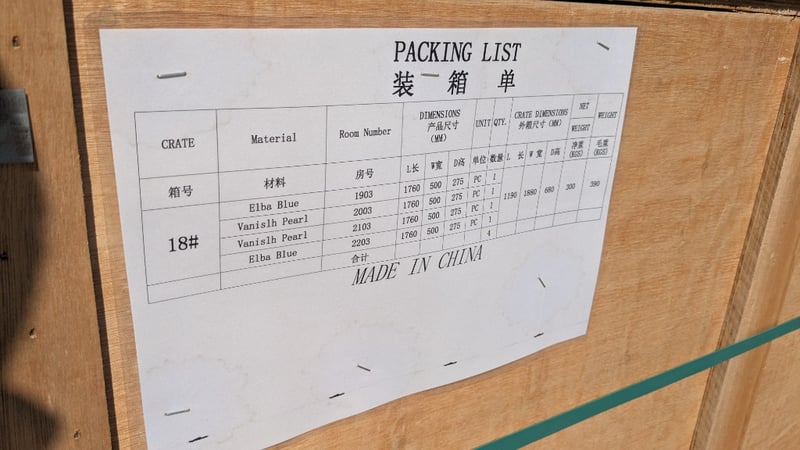 PACKING LIST
装 箱 单
CRATE Material Room Number DIMENSIONS UNIT QTY. CRATE DIMENSIONS NET WEIGHT
产品尺寸 外箱尺寸(MM) WEIGHT
(MM)
箱号 材料 房号 L长 W宽 D高 单位 数量 L 长 W 宽 D高 净重 毛重
(KGS) (KGS)
18# Elba Blue 1903 1760 500 275 PC 1 1190 1880 680 300 390
Vanislh Pearl 2003 1760 500 275 PC 1
Vanislh Pearl 2103 1760 500 275 PC 1
Elba Blue 2203 1760 500 275 PC 1
合计 4
MADE IN CHINA